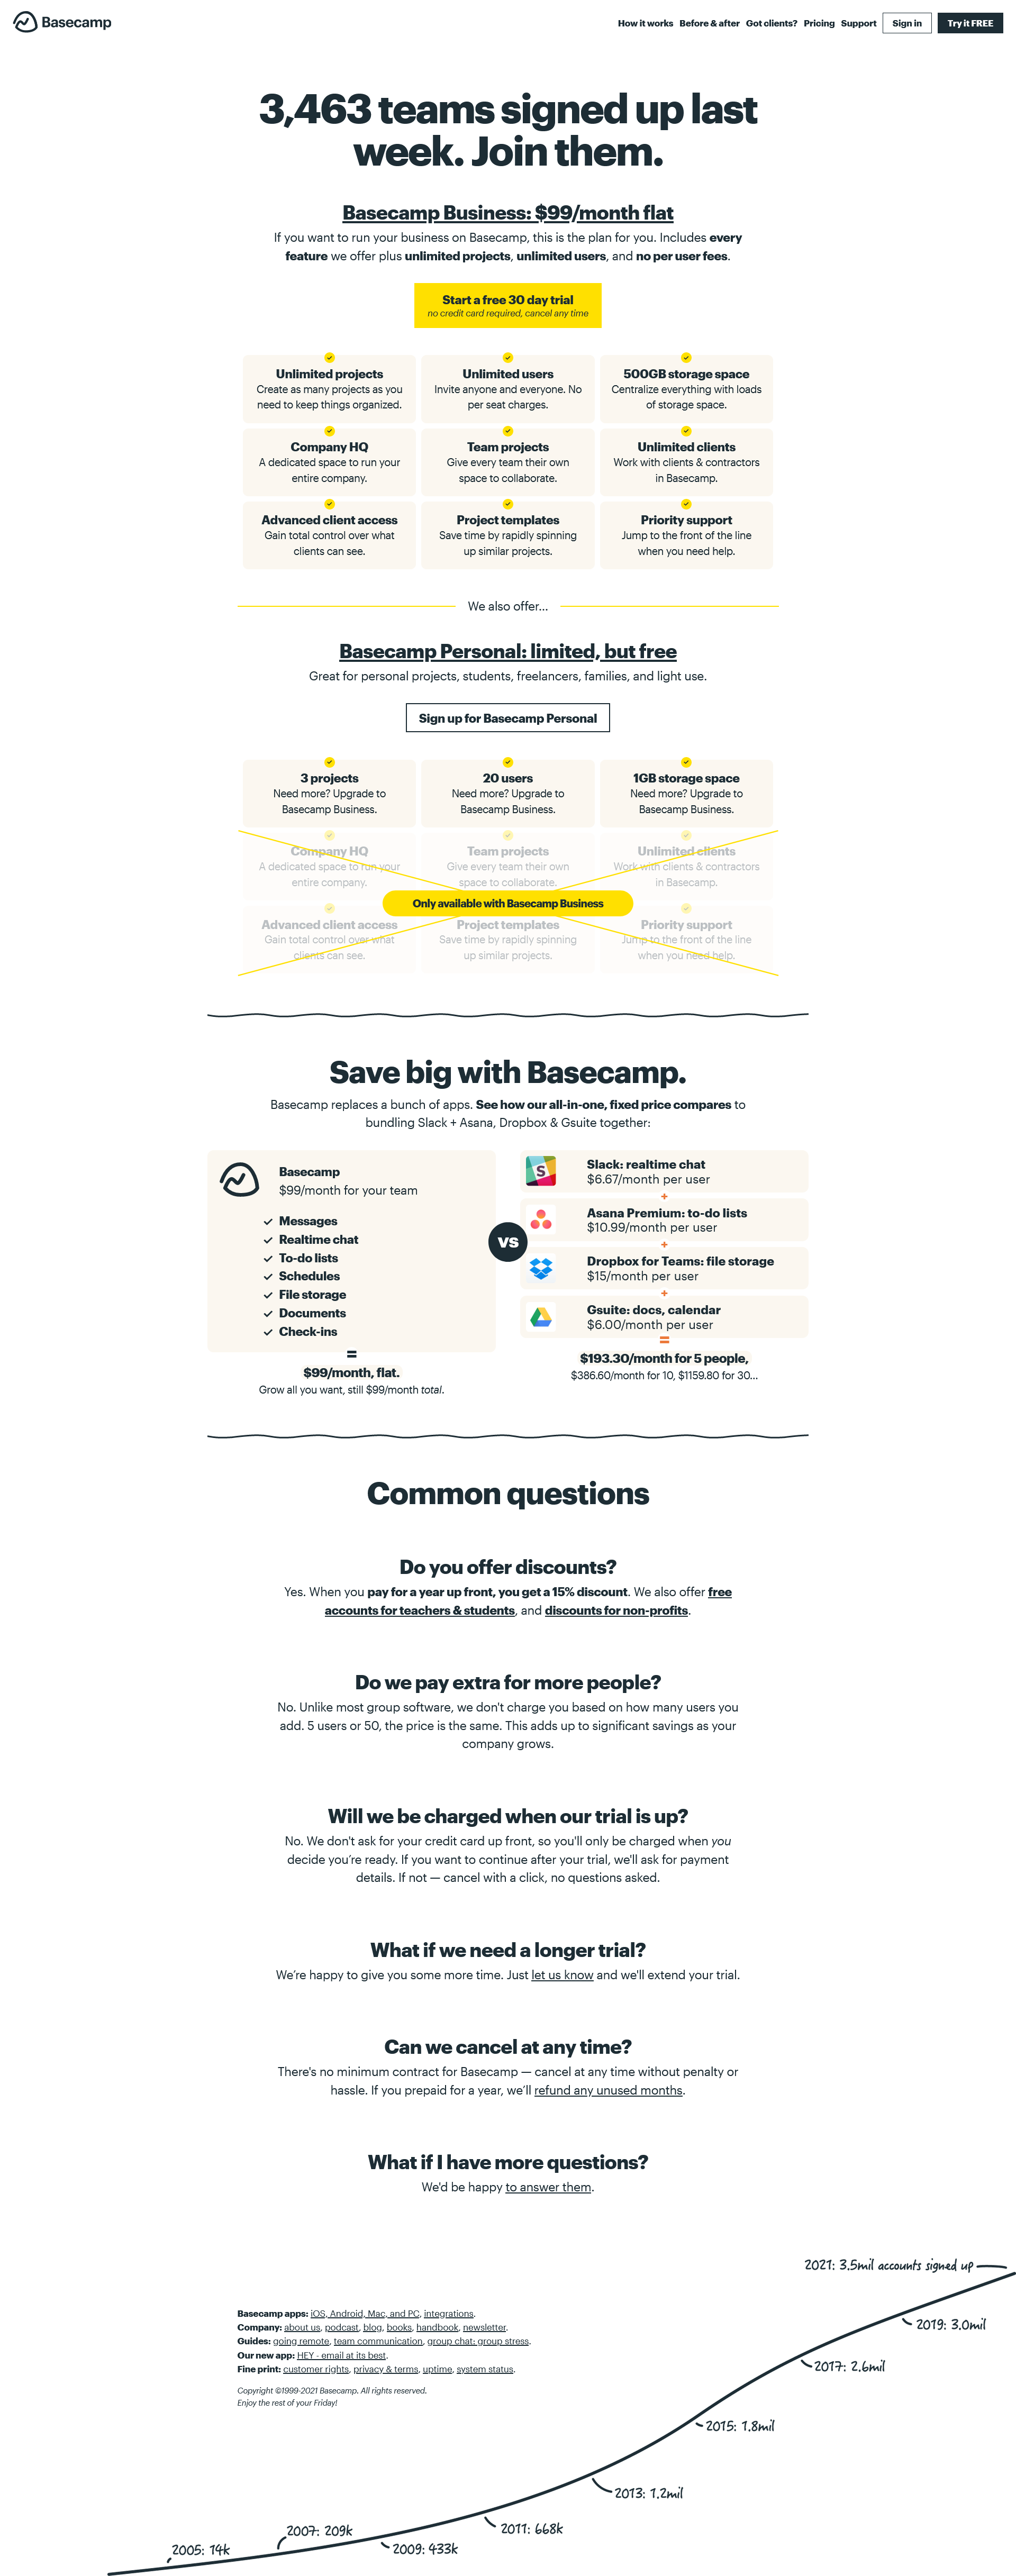 Basecamp
How it works Before & after Got clients? Pricing Support Sign in Try it FREE
3,463 teams signed up last
week. Join them.
Basecamp Business: $99/month flat
If you want to run your business on Basecamp, this is the plan for you. Includes every
feature we offer plus unlimited projects, unlimited users, and no per user fees.
Start a free 30 day trial
no credit card required, cancel any time
Unlimited projects
Create as many projects as you
need to keep things organized.
Unlimited users
Invite anyone and everyone. No
per seat charges.
500GB storage space
Centralize everything with loads
of storage space.
Company HQ
A dedicated space to run your
entire company.
Team projects
Give every team their own
space to collaborate.
Unlimited clients
Work with clients & contractors
in Basecamp.
Advanced client access
Gain total control over what
clients can see.
Project templates
Save time by rapidly spinning
up similar projects.
Priority support
Jump to the front of the line
when you need help.
We also offer...
Basecamp Personal: limited, but free
Great for personal projects, students, freelancers, families, and light use.
Sign up for Basecamp Personal
3 projects
Need more? Upgrade to
Basecamp Business.
20 users
Need more? Upgrade to
Basecamp Business.
1GB storage space
Need more? Upgrade to
Basecamp Business.
Company HQ
A dedicated space to run your
entire company.
Team projects
Give every team their own
space to collaborate.
Unlimited clients
Work with clients & contractors
in Basecamp.
Only available with Basecamp Business
Advanced client access
Gain total control over what
clients can see.
Project templates
Save time by rapidly spinning
up similar projects.
Priority support
Jump to the front of the line
when you need help.
Save big with Basecamp.
Basecamp replaces a bunch of apps. See how our all-in-one, fixed price compares to
bundling Slack + Asana, Dropbox & Gsuite together:
Basecamp
$99/month for your team
Messages
Realtime chat
To-do lists
Schedules
File storage
Documents
Check-ins
=
$99/month, flat.
Grow all you want, still $99/month total.
VS
S
Slack: realtime chat
$6.67/month per user
+
Asana Premium: to-do lists
$10.99/month per user
+
Dropbox for Teams: file storage
$15/month per user
+
Gsuite: docs, calendar
$6.00/month per user
=
$193.30/month for 5 people,
$386.60/month for 10, $1159.80 for 30...
Common questions
Do you offer discounts?
Yes. When you pay for a year up front, you get a 15% discount. We also offer free
accounts for teachers & students, and discounts for non-profits.
Do we pay extra for more people?
No. Unlike most group software, we don't charge you based on how many users you
add. 5 users or 50, the price is the same. This adds up to significant savings as your
company grows.
Will we be charged when our trial is up?
No. We don't ask for your credit card up front, so you'll only be charged when you
decide you're ready. If you want to continue after your trial, we'll ask for payment
details. If not — cancel with a click, no questions asked.
What if we need a longer trial?
We're happy to give you some more time. Just let us know and we'll extend your trial.
Can we cancel at any time?
There's no minimum contract for Basecamp — cancel at any time without penalty or
hassle. If you prepaid for a year, we'll refund any unused months.
What if I have more questions?
We'd be happy to answer them.
2021: 3.5mil accounts signed up
2019: 3.0mil
2017: 2.6mil
2015: 1.8mil
2013: 1.2mil
2011: 668k
2009: 433k
2007: 209k
2005: 14k
Basecamp apps: iOS, Android, Mac, and PC, integrations.
Company: about us, podcast, blog, books, handbook, newsletter.
Guides: going remote, team communication, group chat: group stress.
Our new app: HEY - email at its best.
Fine print: customer rights, privacy & terms, uptime, system status.
Copyright ©1999-2021 Basecamp. All rights reserved.
Enjoy the rest of your Friday!